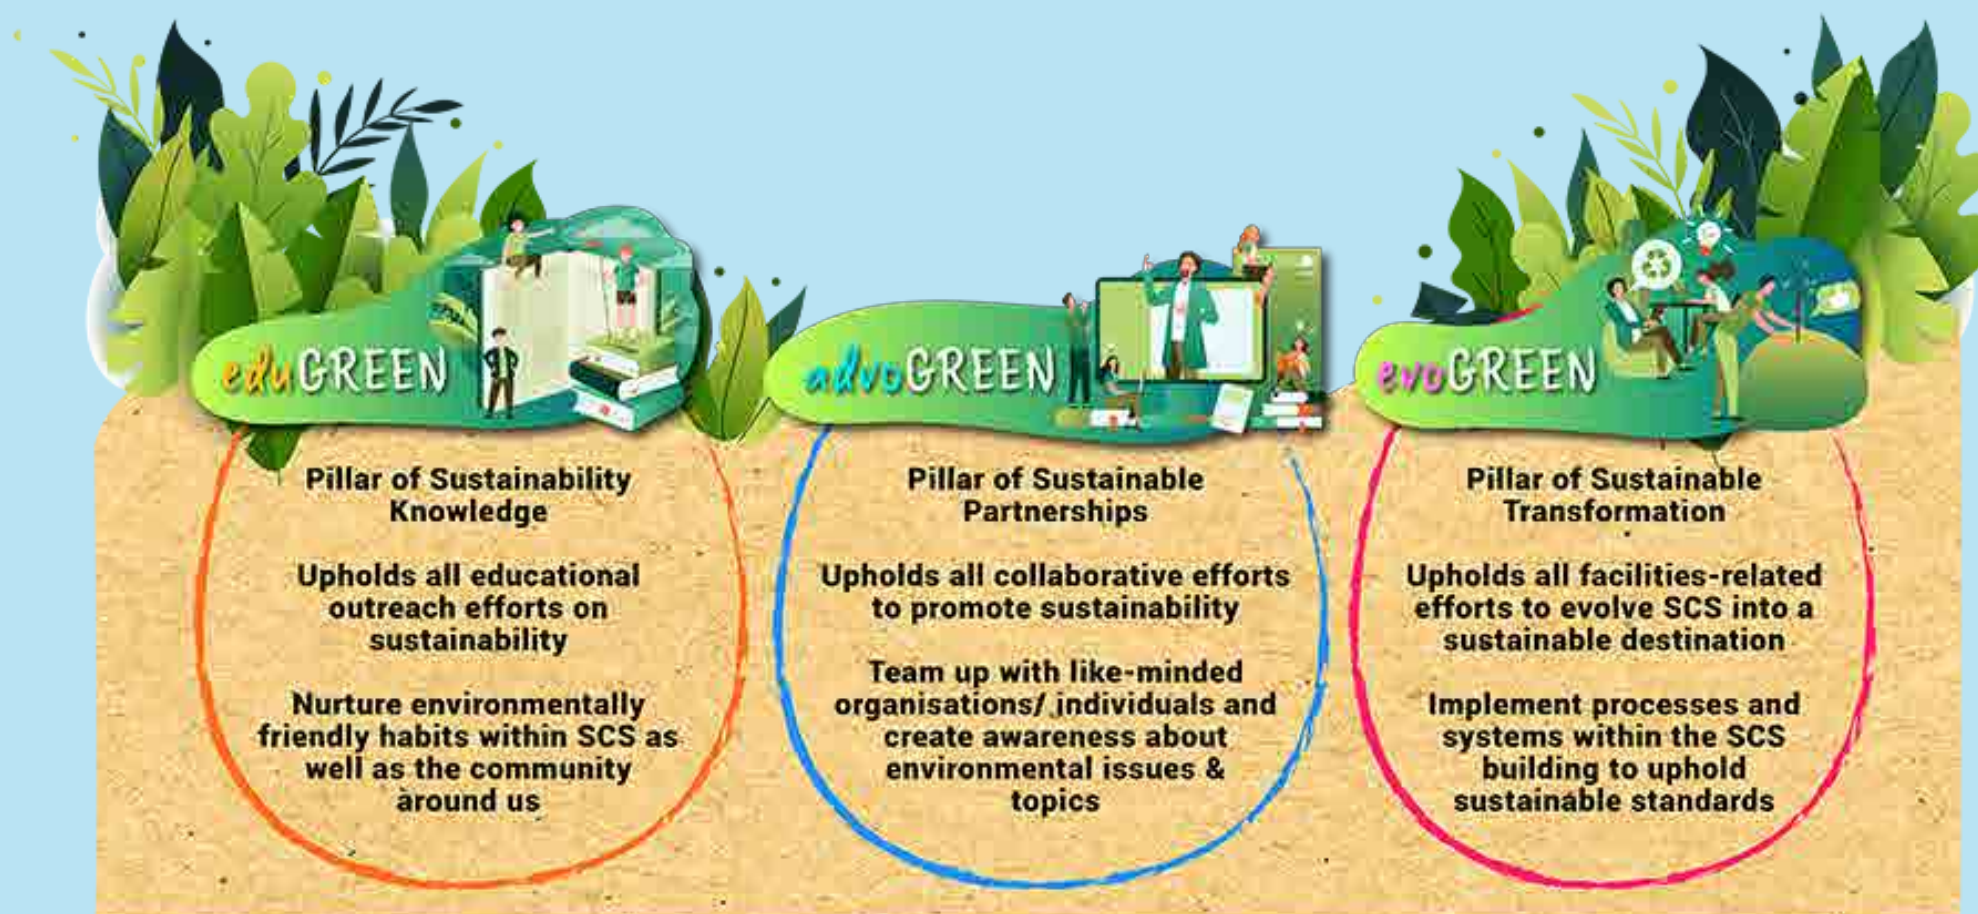 eduGREEN
Pillar of Sustainability
Knowledge
Upholds all educational
outreach efforts on
sustainability
Nurture environmentally
friendly habits within SCS as
well as the community
around us
advoGREEN
Pillar of Sustainable
Partnerships
Upholds all collaborative efforts
to promote sustainability
Team up with like-minded
organisations/ individuals and
create awareness about
environmental issues &
topics
evoGREEN
Pillar of Sustainable
Transformation
Upholds all facilities-related
efforts to evolve SCS into a
sustainable destination
Implement processes and
systems within the SCS
building to uphold
sustainable standards